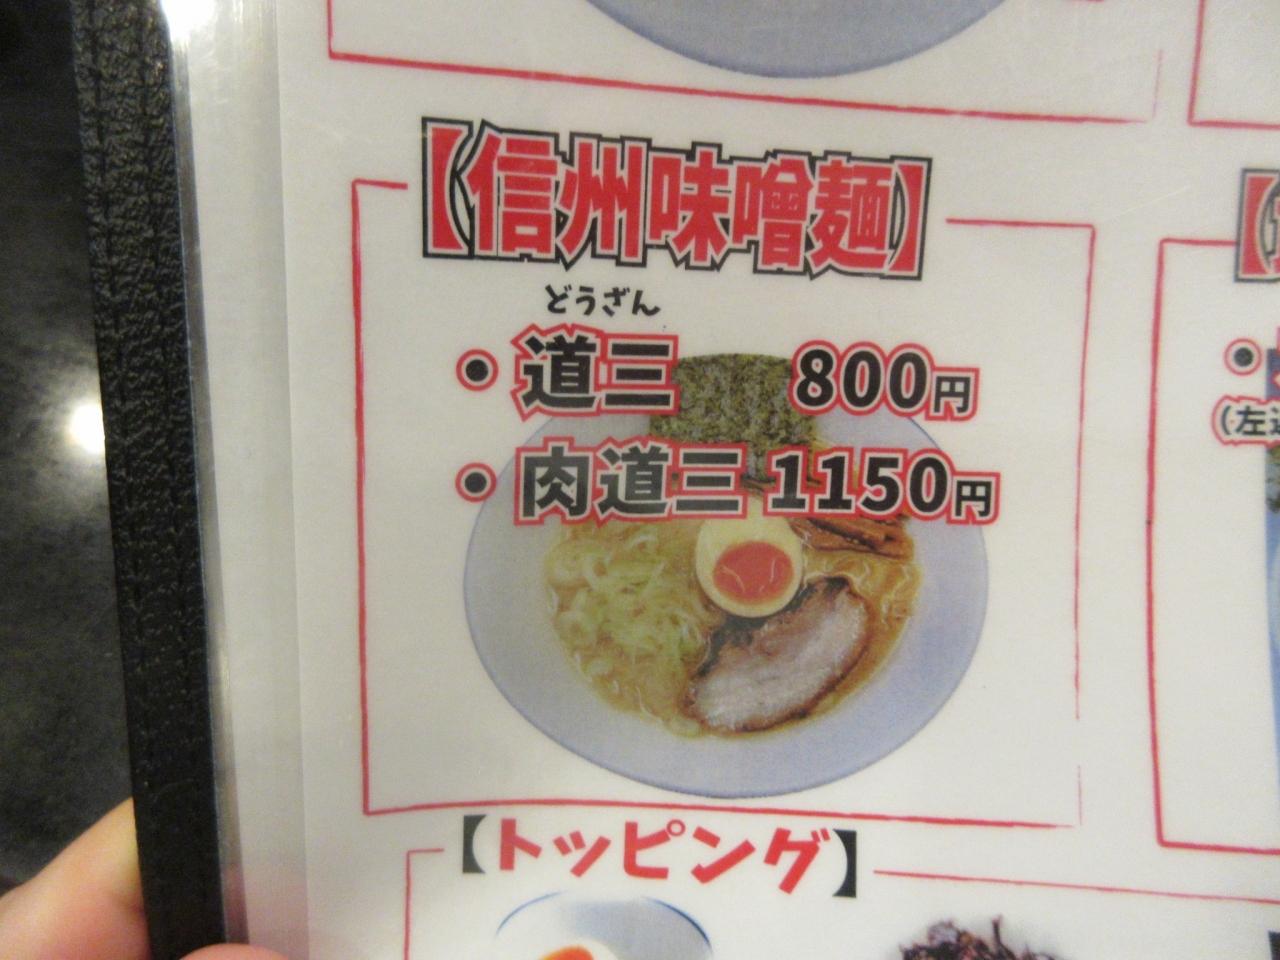 【信州味噌麺】
どうざん
・道三 800円
・肉道三 1150円
【トッピング】
(左